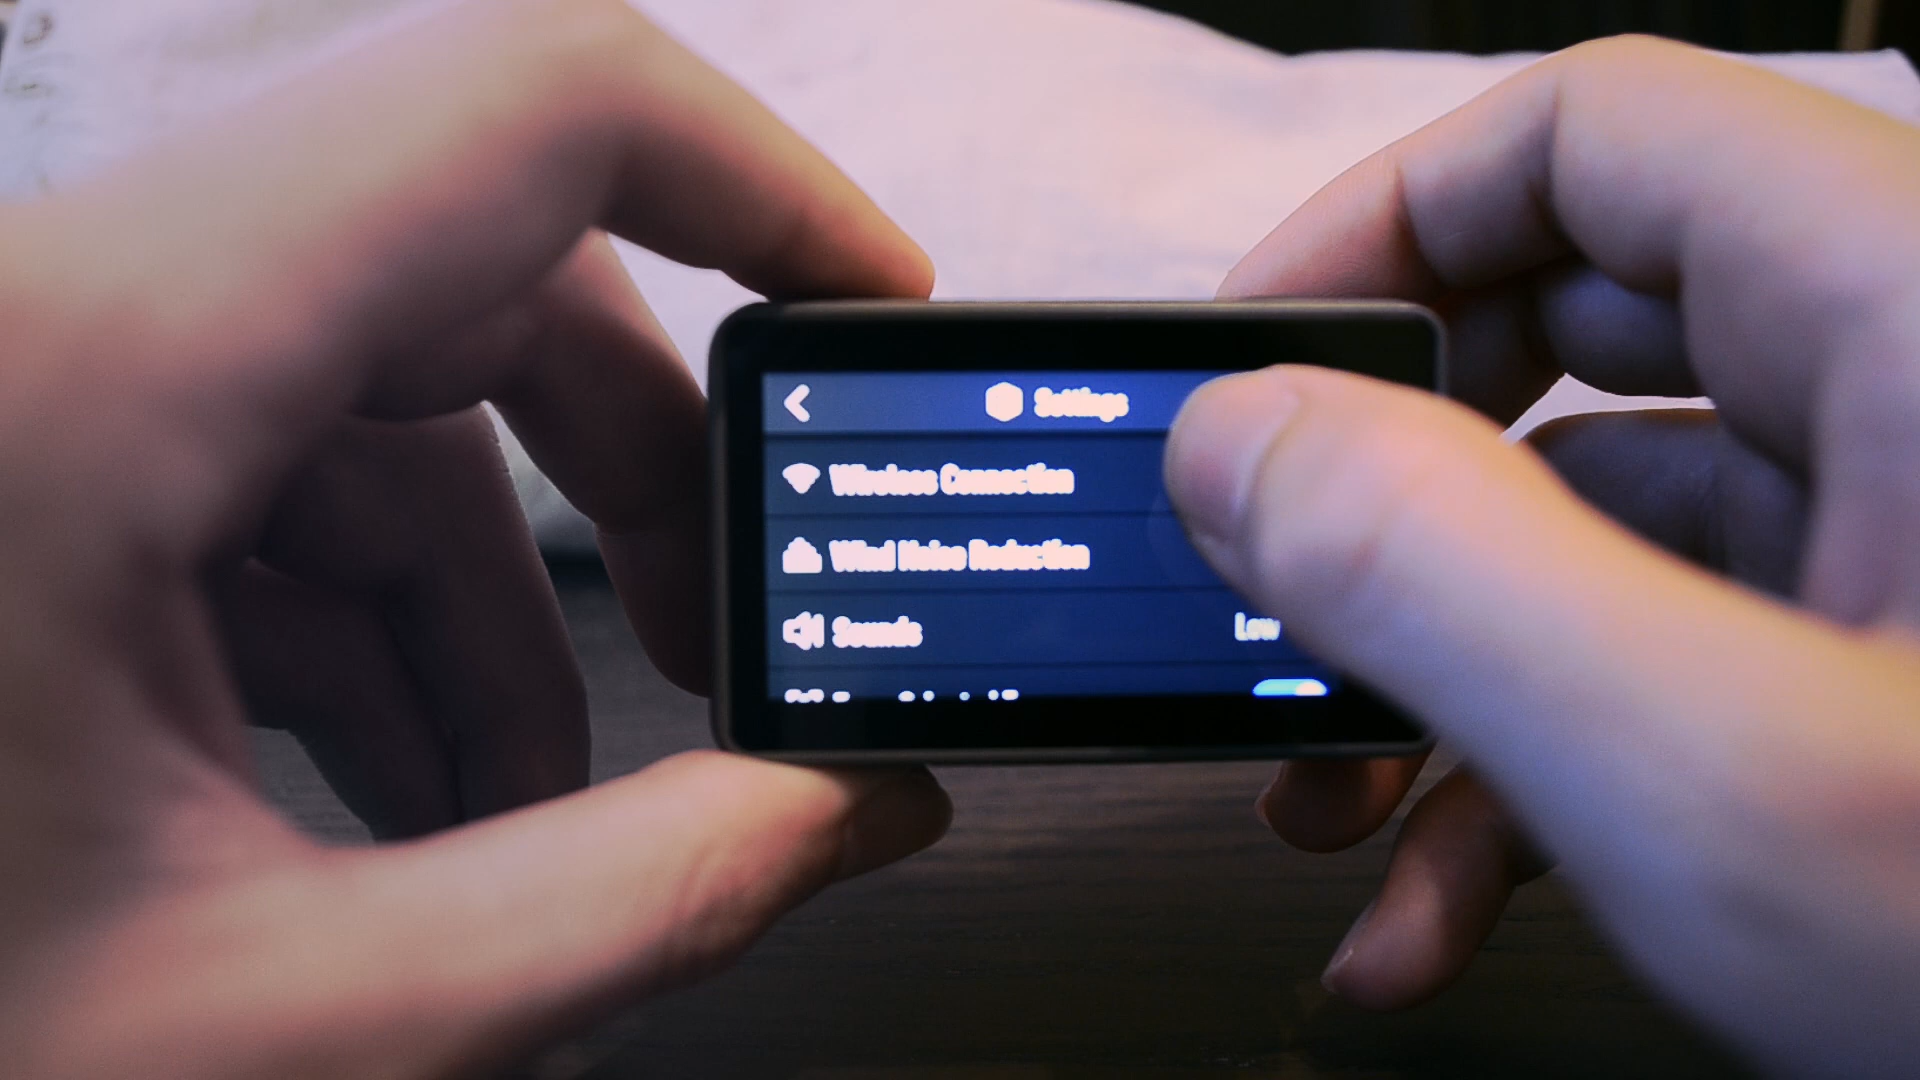 Settings
Wireless Connection
Wind Noise Reduction
Sounds
Low